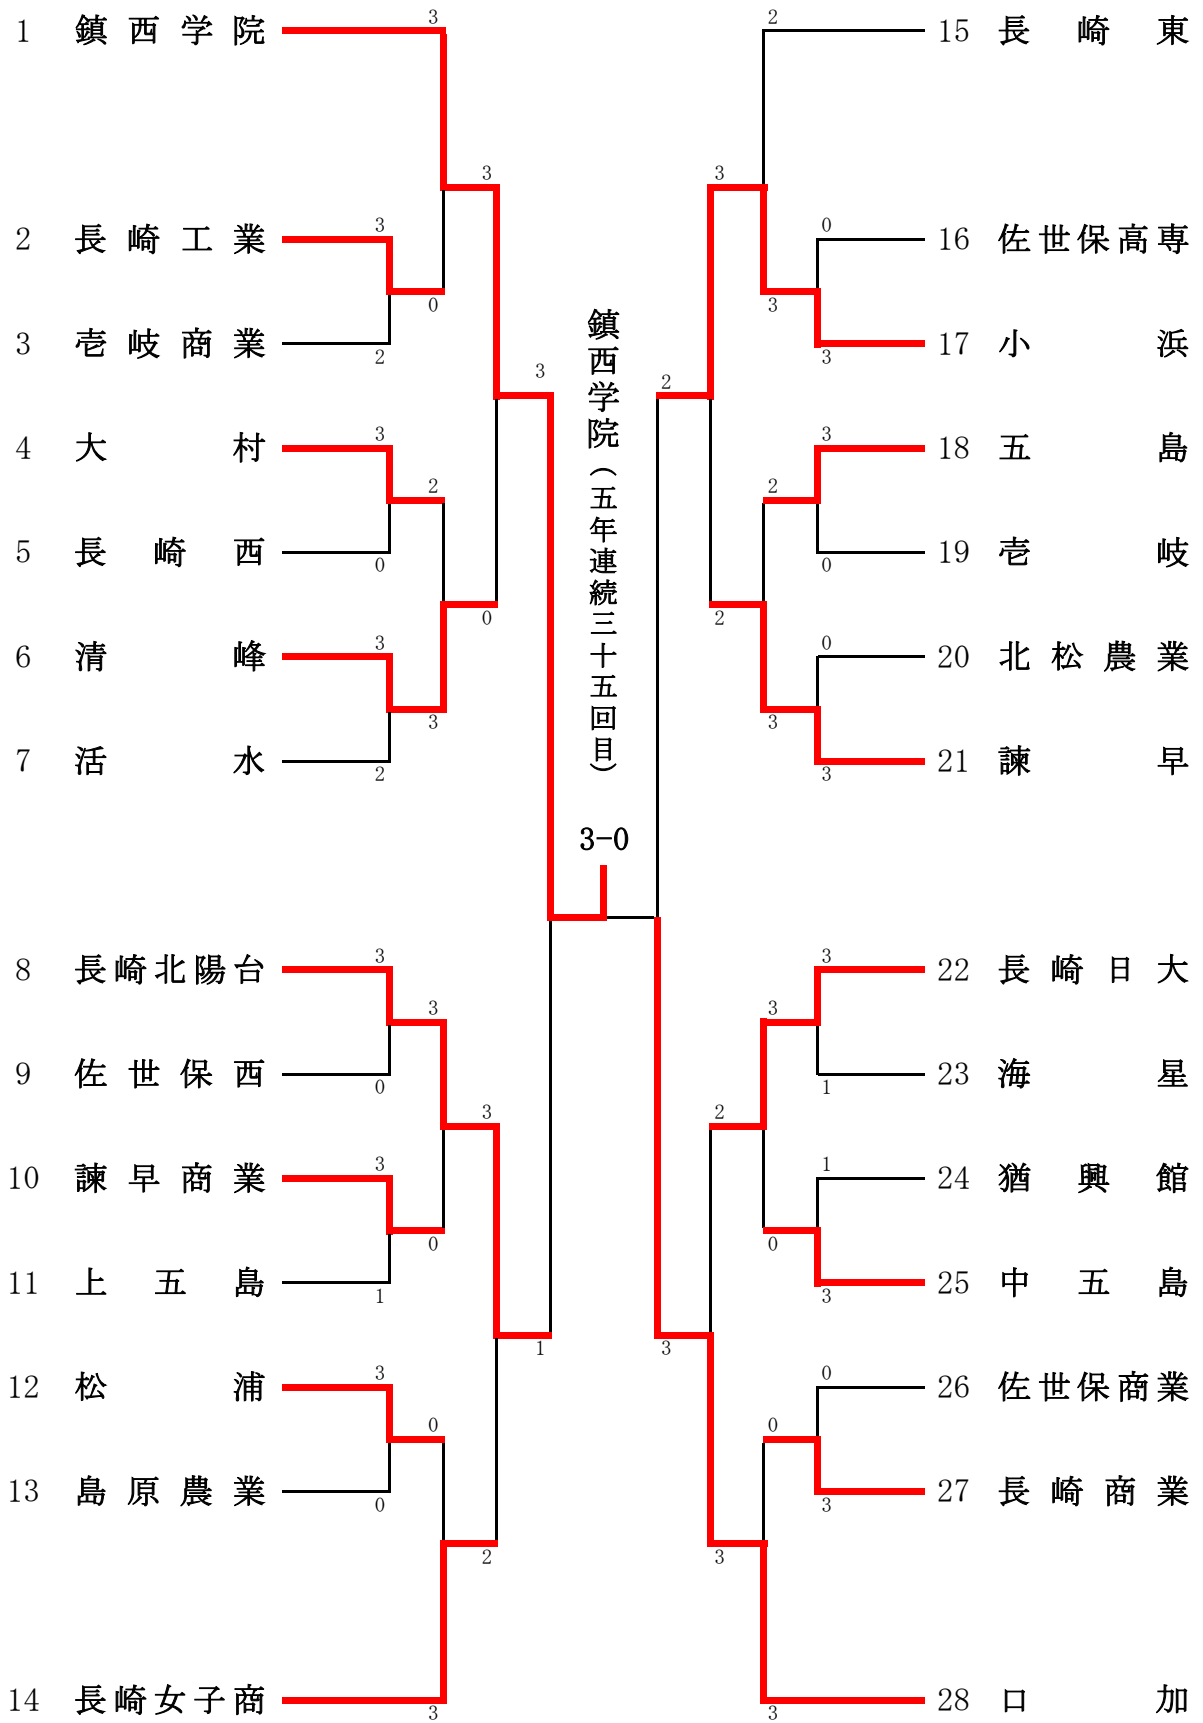 1 鎮西学院
3
3
2 長崎工業
3
0
3 壱岐商業
2
3
4 大村
3
2
5 長崎西
0
0
6 清峰
3
3
7 活水
2
8 長崎北陽台
3
3
9 佐世保西
0
3
10 諫早商業
3
0
11 上五島
1
1
12 松浦
3
0
13 島原農業
0
2
14 長崎女子商
3
鎮西学院(五年連続三十五回目)
3-0
2
15 長崎東
3
0
16 佐世保高専
3
3
17 小浜
2
3
18 五島
2
0
19 壱岐
2
0
20 北松農業
3
3
21 諫早
3
22 長崎日大
3
1
23 海星
2
1
24 猶興館
0
3
25 中五島
3
0
26 佐世保商業
0
3
27 長崎商業
3
3
28 口加